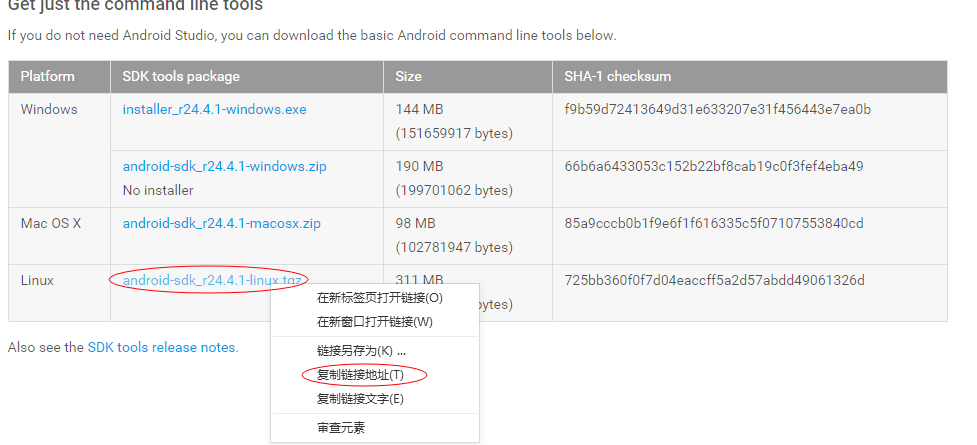 Get just the command line tools
If you do not need Android Studio, you can download the basic Android command line tools below.
Platform SDK tools package Size SHA-1 checksum
Windows installer_r24.4.1-windows.exe 144 MB f9b59d72413649d31e633207e31f456443e7ea0b
(151659917 bytes)
android-sdk_r24.4.1-windows.zip 190 MB 66b6a6433053c152b22bf8cab19c0f3fef4eba49
No installer (199701062 bytes)
Mac OS X android-sdk_r24.4.1-macosx.zip 98 MB 85a9cccb0b1f9e6f1f616335c5f07107553840cd
(102781947 bytes)
Linux android-sdk_r24.4.1-linux.tgz 311 MB 725bb360f0f7d04eaccff5a2d57abdd49061326d
bytes)
在新标签页打开链接(O)
在新窗口打开链接(W)
链接另存为(K) ...
复制链接地址(T)
复制链接文字(E)
审查元素
Also see the SDK tools release notes.